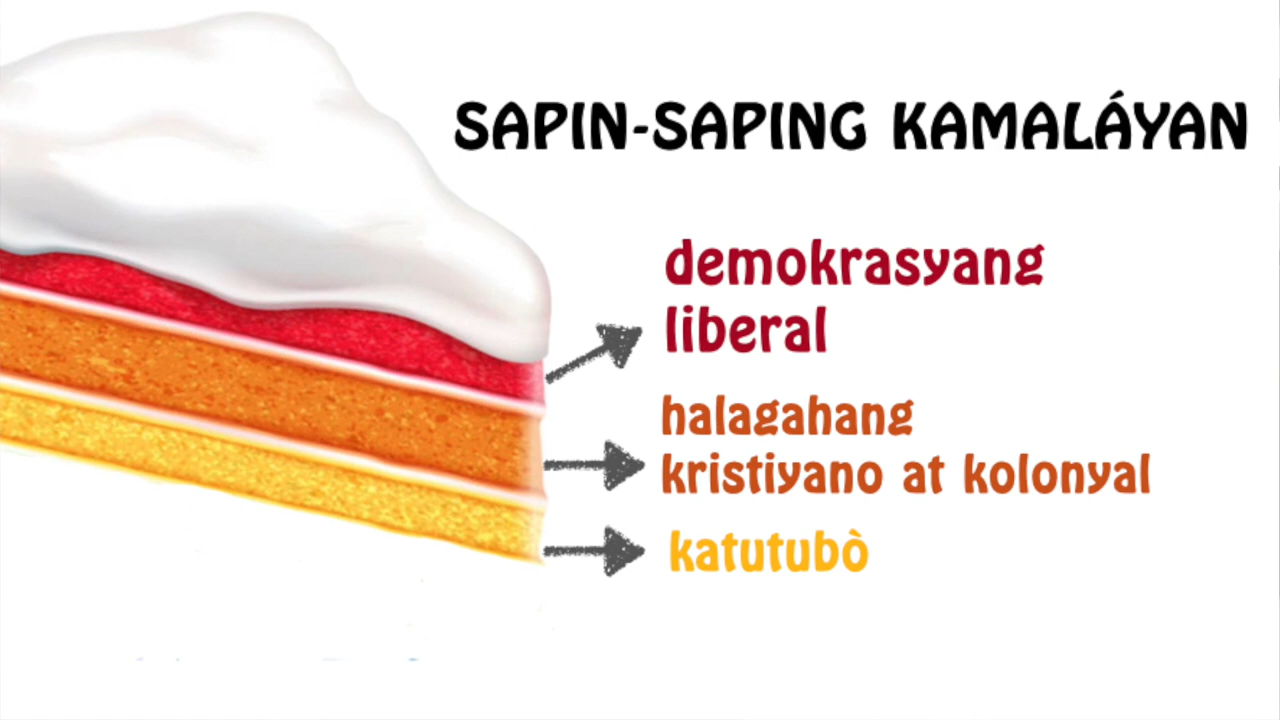 SAPIN-SAPING KAMALÁYAN
demokrasyang
liberal
halagahang
kristiyano at kolonyal
katutubò